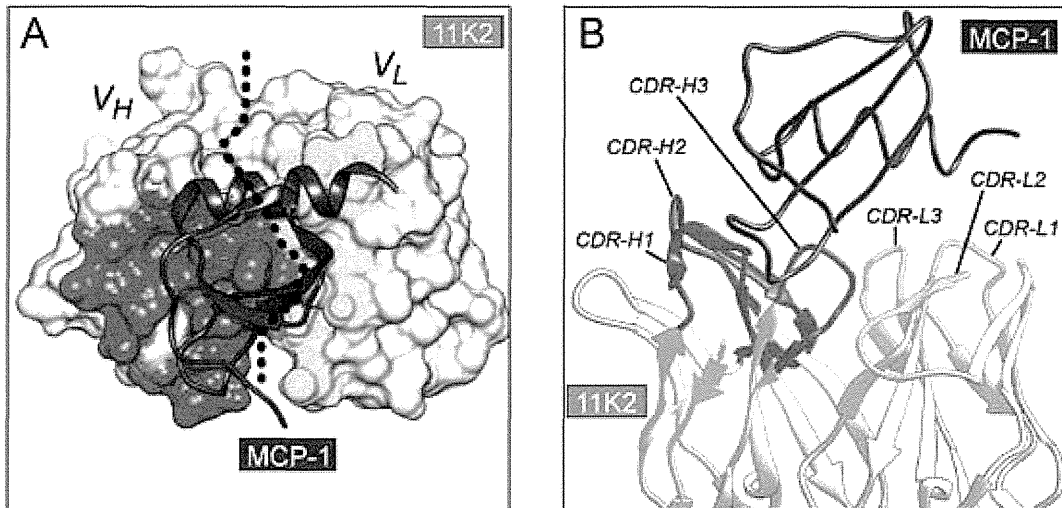 A
11K2
V_H
V_L
MCP-1
B
MCP-1
CDR-H3
CDR-H2
CDR-L2
CDR-L3
CDR-L1
CDR-H1
11K2